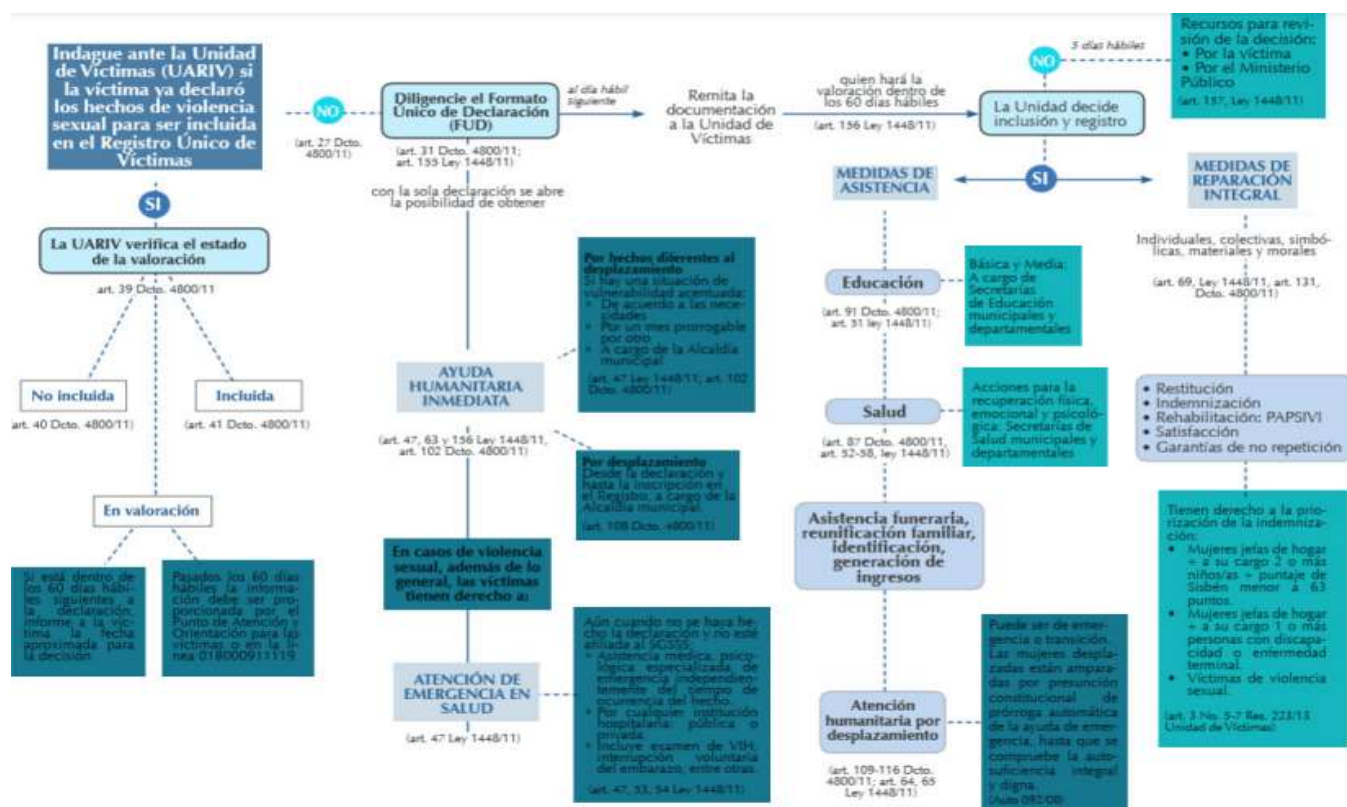 Indague ante la Unidad
de Víctimas (UARIV) si
la víctima ya declaró
los hechos de violencia
sexual para ser incluida
en el Registro Único de
Víctimas
NO
(art. 27 Dcto.
4800/11)
Diligencie el Formato
Único de Declaración
(FUD)
(art. 31 Dcto. 4800/11;
art. 155 Ley 1448/11)
al día hábil
siguiente
Remita la
documentación
a la Unidad de
Víctimas
quien hará la
valoración dentro de
los 60 días hábiles
(art. 156 Ley 1448/11)
La Unidad decide
inclusión y registro
NO
5 días hábiles
Recursos para revi-
sión de la decisión:
• Por la víctima
• Por el Ministerio
Público
(art. 157, Ley 1448/11)
SI
La UARIV verifica el estado
de la valoración
art. 39 Dcto. 4800/11
No incluida
(art. 40 Dcto. 4800/11)
Incluida
(art. 41 Dcto. 4800/11)
En valoración
Si está dentro de
los 60 días hábi-
les siguientes a
la declaración,
informe a la víc-
tima la fecha
aproximada para
la decisión
Pasados los 60 días
hábiles la informa-
ción debe ser pro-
porcionada por el
Punto de Atención y
Orientación para las
víctimas o en la lí-
nea 018000911119
con la sola declaración se abre
la posibilidad de obtener
AYUDA
HUMANITARIA
INMEDIATA
(art. 47, 63 y 156 Ley 1448/11,
art. 102 Dcto. 4800/11)
Por hechos diferentes al
desplazamiento
Si hay una situación de
vulnerabilidad acentuada:
• De acuerdo a las nece-
sidades
• Por un mes prorrogable
por otro
• A cargo de la Alcaldía
municipal
(art. 47 Ley 1448/11; art. 102
Dcto. 4800/11)
Por desplazamiento
Desde la declaración y
hasta la inscripción en
el Registro, a cargo de la
Alcaldía municipal.
(art. 108 Dcto. 4800/11)
En casos de violencia
sexual, además de lo
general, las víctimas
tienen derecho a:
ATENCIÓN DE
EMERGENCIA EN
SALUD
(art. 47 Ley 1448/11)
Aún cuando no se haya he-
cho la declaración y no esté
afiliada al SGSSS:
• Asistencia médica, psico-
lógica especializada de
emergencia independien-
temente del tiempo de
ocurrencia del hecho.
• Por cualquier institución
hospitalaria: pública o
privada.
• Incluye examen de VIH,
interrupción voluntaria
del embarazo, entre otras.
(art. 47, 53, 54 Ley 1448/11)
SI
MEDIDAS DE
ASISTENCIA
Educación
(art. 91 Dcto. 4800/11;
art. 51 ley 1448/11)
Básica y Media:
A cargo de
Secretarías
de Educación
municipales y
departamentales
Salud
(art. 87 Dcto. 4800/11,
art. 52-58, ley 1448/11)
Acciones para la
recuperación física,
emocional y psicoló-
gica: Secretarías de
Salud municipales y
departamentales
Asistencia funeraria,
reunificación familiar,
identificación,
generación de
ingresos
Atención
humanitaria por
desplazamiento
(art. 109-116 Dcto.
4800/11; art. 64, 65
Ley 1448/11)
Puede ser de emer-
gencia o transición.
Las mujeres despla-
zadas están ampara-
das por presunción
constitucional de
prórroga automática
de la ayuda de emer-
gencia, hasta que se
compruebe la auto-
suficiencia integral
y digna.
(Auto 092/08)
MEDIDAS DE
REPARACIÓN
INTEGRAL
Individuales, colectivas, simbó-
licas, materiales y morales
(art. 69, Ley 1448/11, art. 131,
Dcto. 4800/11)
• Restitución
• Indemnización
• Rehabilitación: PAPSIVI
• Satisfacción
• Garantías de no repetición
Tienen derecho a la prio-
rización de la indemniza-
ción:
• Mujeres jefas de hogar
+ a su cargo 2 o más
niños/as + puntaje de
Sisbén menor a 63
puntos.
• Mujeres jefas de hogar
+ a su cargo 1 o más
personas con discapa-
cidad o enfermedad
terminal.
• Víctimas de violencia
sexual.
(art. 3 No. 5-7 Res. 223/13
Unidad de Víctimas)